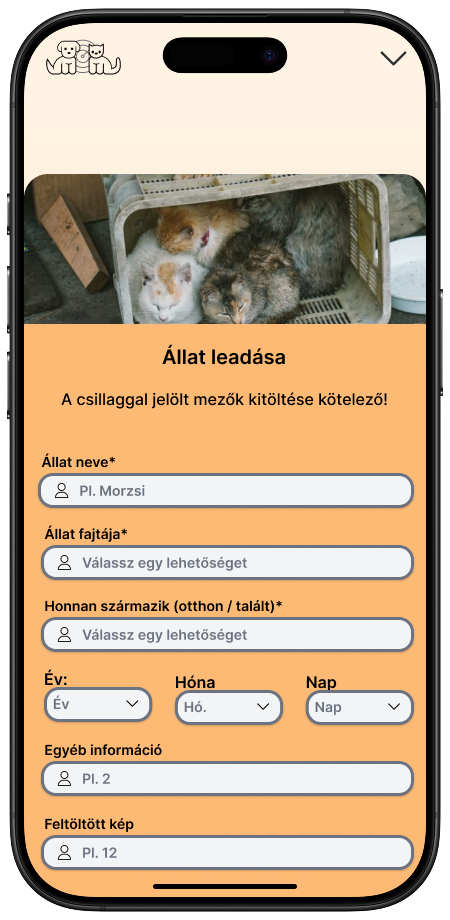 Állat leadása
A csillaggal jelölt mezők kitöltése kötelező!
Állat neve*
Pl. Morzsi
Állat fajtája*
Válassz egy lehetőséget
Honnan származik (otthon / talált)*
Válassz egy lehetőséget
Év: Hóna Nap
Év Hó. Nap
Egyéb információ
Pl. 2
Feltöltött kép
Pl. 12